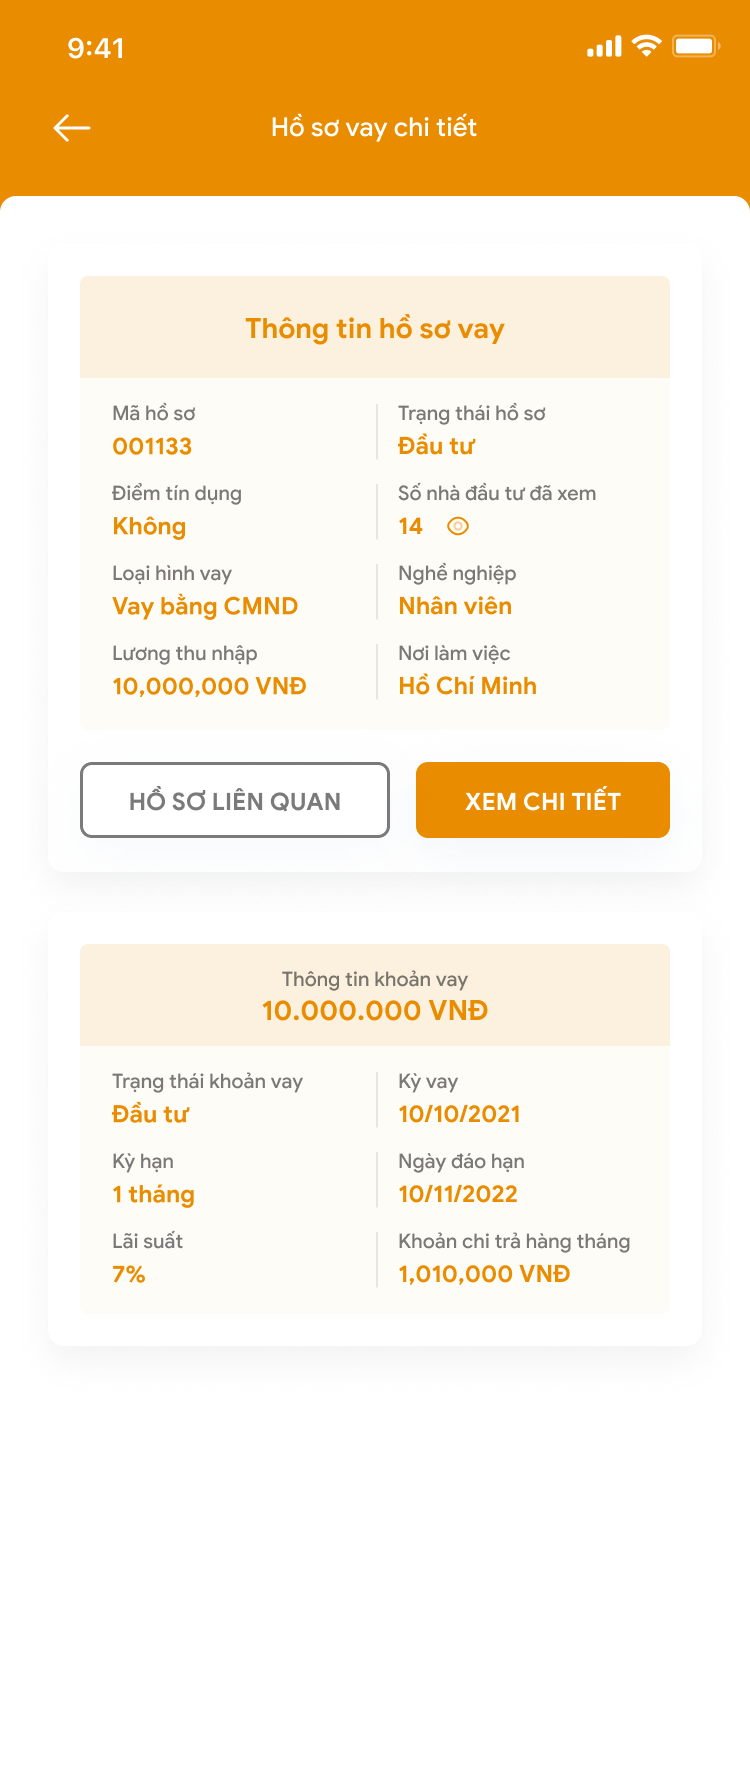 9:41
Hồ sơ vay chi tiết
Thông tin hồ sơ vay
Mã hồ sơ
001133
Trạng thái hồ sơ
Đầu tư
Điểm tín dụng
Không
Số nhà đầu tư đã xem
14
Loại hình vay
Vay bằng CMND
Nghề nghiệp
Nhân viên
Lương thu nhập
10,000,000 VNĐ
Nơi làm việc
Hồ Chí Minh
HỒ SƠ LIÊN QUAN
XEM CHI TIẾT
Thông tin khoản vay
10.000.000 VNĐ
Trạng thái khoản vay
Đầu tư
Kỳ vay
10/10/2021
Kỳ hạn
1 tháng
Ngày đáo hạn
10/11/2022
Lãi suất
7%
Khoản chi trả hàng tháng
1,010,000 VNĐ